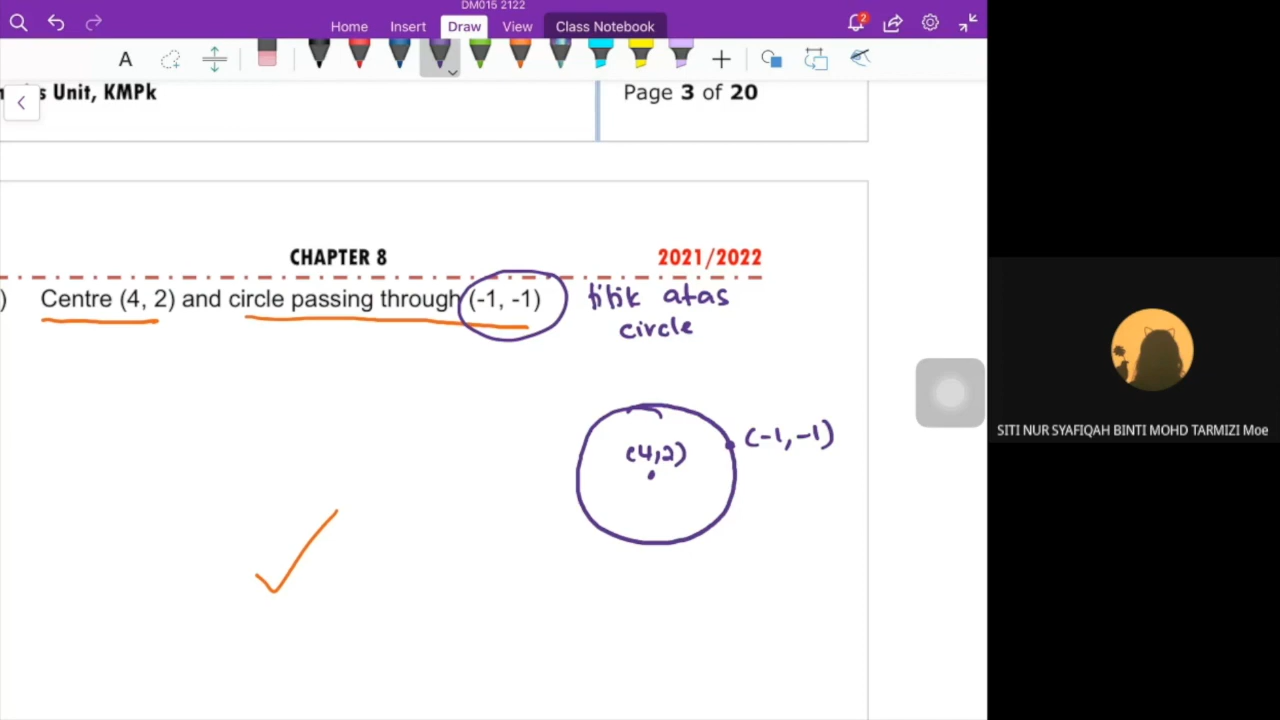 DM015 2122
Home Insert Draw View Class Notebook
2
A
s Unit, KMPk
Page 3 of 20
CHAPTER 8
2021/2022
) Centre (4, 2) and circle passing through (-1, -1)
titik atas
circle
(4,2)
(-1,-1)
SITI NUR SYAFIQAH BINTI MOHD TARMIZI Moe